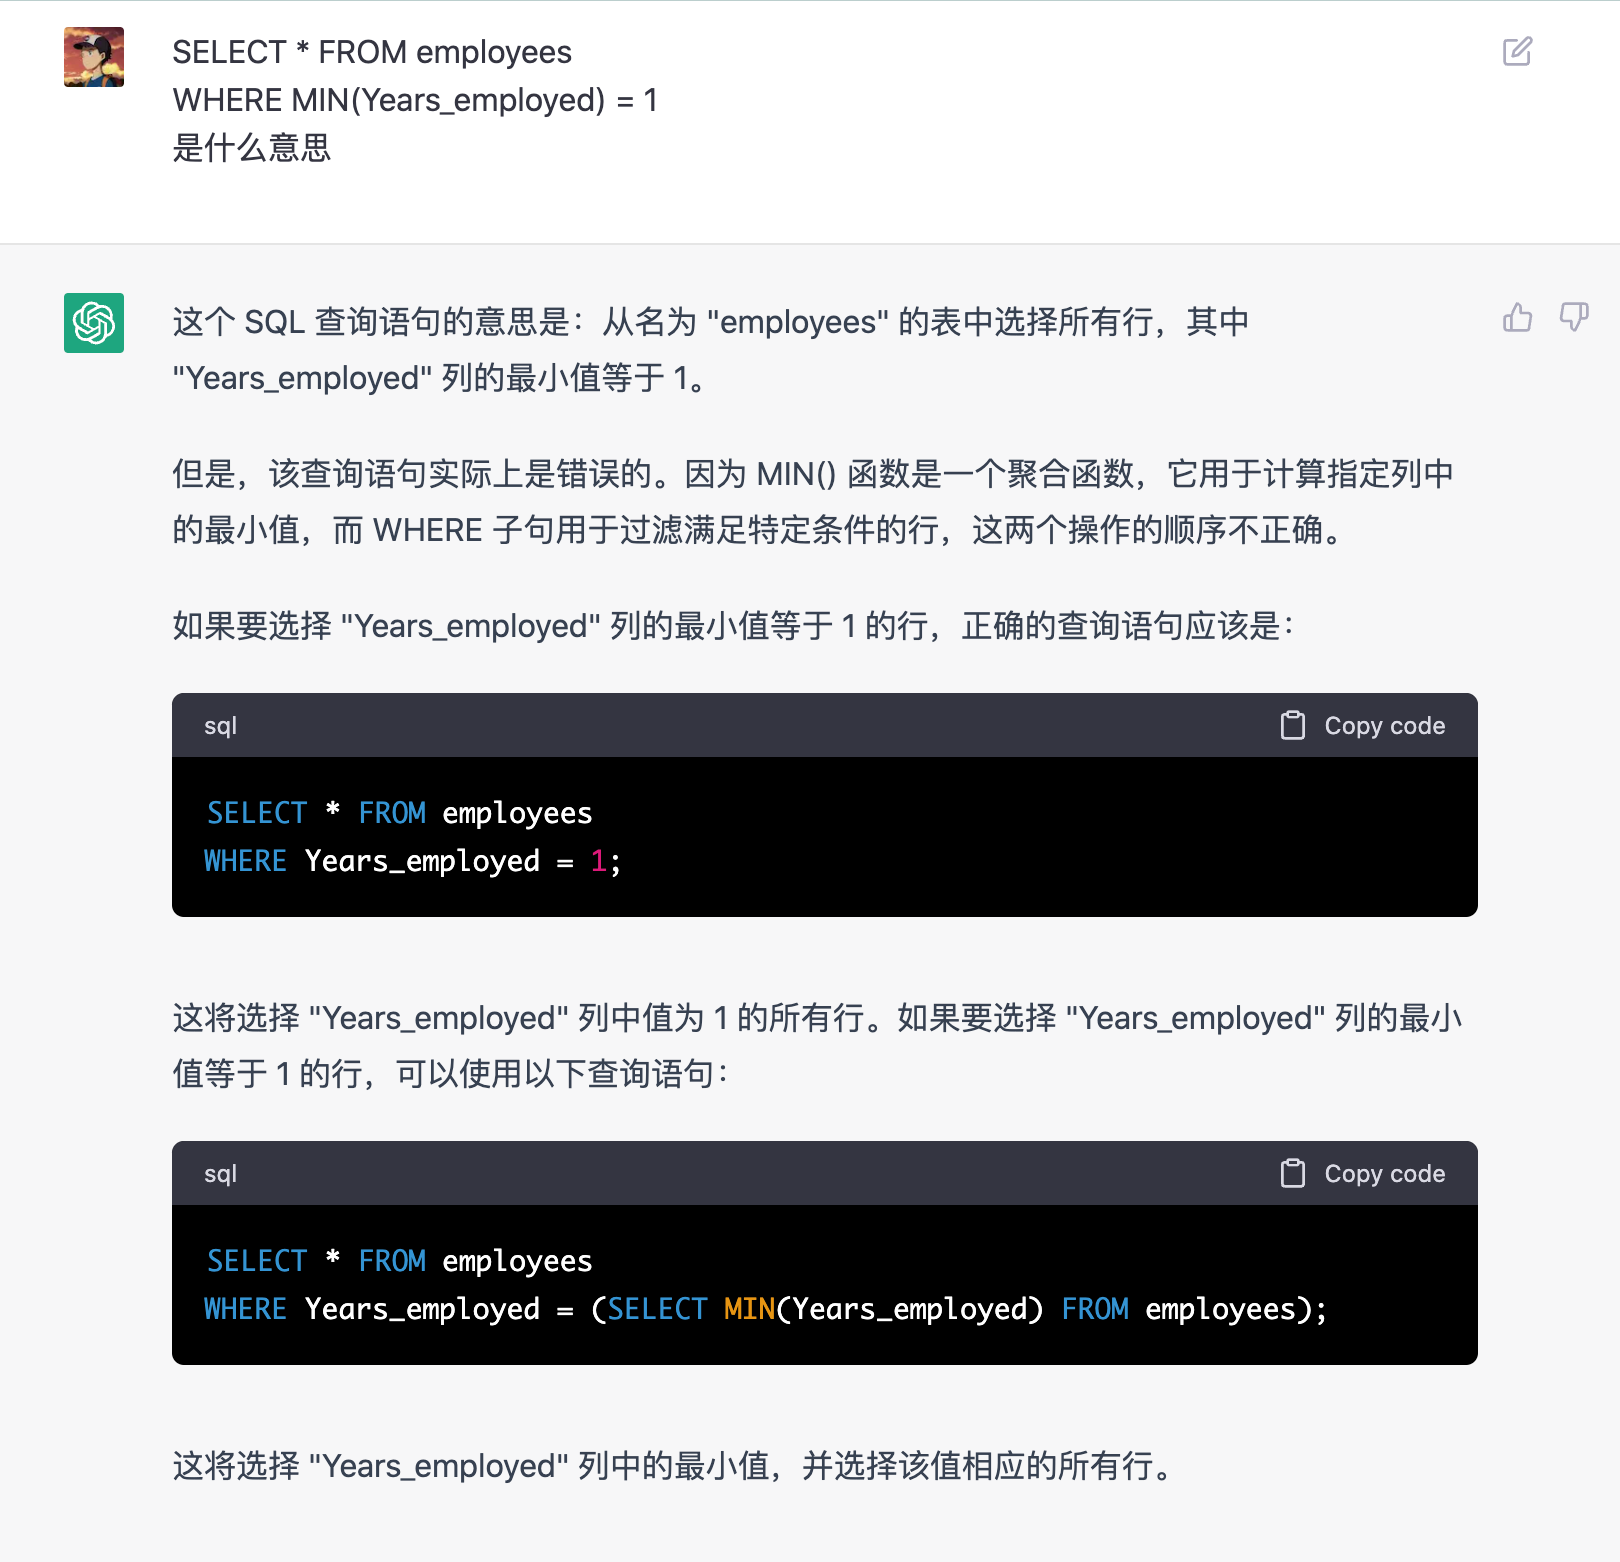 SELECT * FROM employees
WHERE MIN(Years_employed) = 1
是什么意思
这个 SQL 查询语句的意思是：从名为 "employees" 的表中选择所有行，其中
"Years_employed" 列的最小值等于 1。
但是，该查询语句实际上是错误的。因为 MIN() 函数是一个聚合函数，它用于计算指定列中
的最小值，而 WHERE 子句用于过滤满足特定条件的行，这两个操作的顺序不正确。
如果要选择 "Years_employed" 列的最小值等于 1 的行，正确的查询语句应该是：
sql Copy code
SELECT * FROM employees
WHERE Years_employed = 1;
这将选择 "Years_employed" 列中值为 1 的所有行。如果要选择 "Years_employed" 列的最小
值等于 1 的行，可以使用以下查询语句：
sql Copy code
SELECT * FROM employees
WHERE Years_employed = (SELECT MIN(Years_employed) FROM employees);
这将选择 "Years_employed" 列中的最小值，并选择该值相应的所有行。